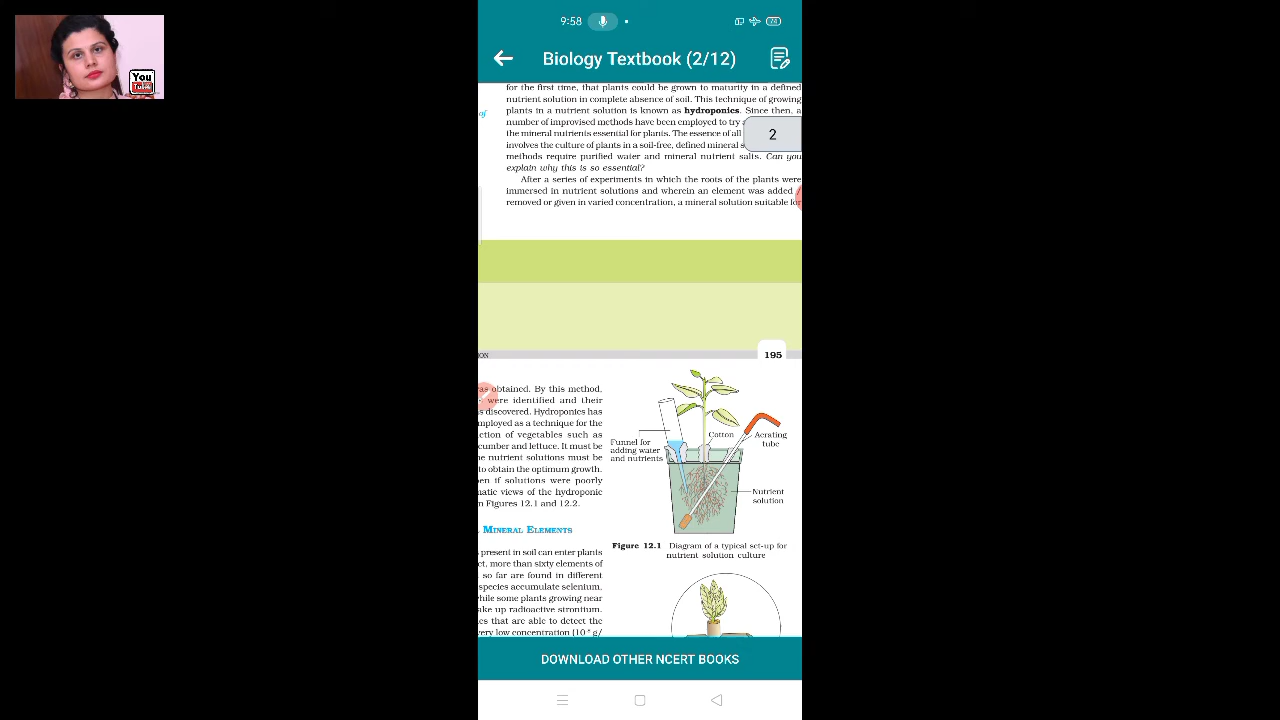 You
Tube
9:58
74
Biology Textbook (2/12)
for the first time, that plants could be grown to maturity in a defined
nutrient solution in complete absence of soil. This technique of growing
of
plants in a nutrient solution is known as hydroponics. Since then, a
number of improvised methods have been employed to try
2
the mineral nutrients essential for plants. The essence of all
involves the culture of plants in a soil-free, defined mineral s
methods require purified water and mineral nutrient salts. Can you
explain why this is so essential?
After a series of experiments in which the roots of the plants were
immersed in nutrient solutions and wherein an element was added
removed or given in varied concentration, a mineral solution suitable for
ION
195
as obtained. By this method,
were identified and their
s discovered. Hydroponics has
mployed as a technique for the
ction of vegetables such as
cumber and lettuce. It must be
he nutrient solutions must be
to obtain the optimum growth.
en if solutions were poorly
matic views of the hydroponic
n Figures 12.1 and 12.2.
Funnel for
adding water
and nutrients
Cotton
Aerating
tube
Nutrient
solution
Figure 12.1 Diagram of a typical set-up for
nutrient solution culture
MINERAL ELEMENTS
s present in soil can enter plants
ct, more than sixty elements of
so far are found in different
species accumulate selenium,
hile some plants growing near
ake up radioactive strontium.
es that are able to detect the
very low concentration (10⁻⁸ g/
DOWNLOAD OTHER NCERT BOOKS